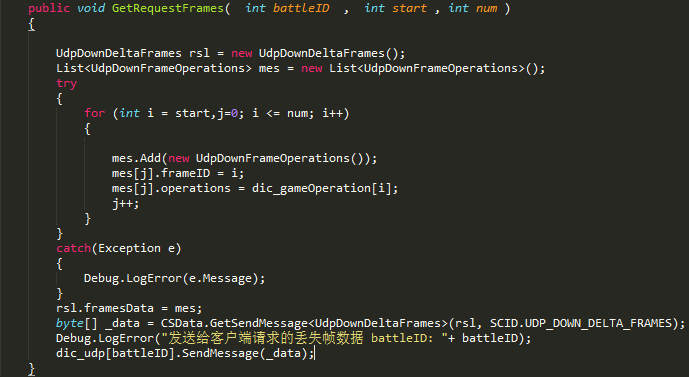 public void GetRequestFrames(  int battleID  ,  int start , int num )
{
UdpDownDeltaFrames rsl = new UdpDownDeltaFrames();
List<UdpDownFrameOperations> mes = new List<UdpDownFrameOperations>();
try
{
for (int i = start,j=0; i <= num; i++)
{
mes.Add(new UdpDownFrameOperations());
mes[j].frameID = i;
mes[j].operations = dic_gameOperation[i];
j++;
}
}
catch(Exception e)
{
Debug.LogError(e.Message);
}
rsl.framesData = mes;
byte[] _data = CSData.GetSendMessage<UdpDownDeltaFrames>(rsl, SCID.UDP_DOWN_DELTA_FRAMES);
Debug.LogError("发送给客户端请求的丢失帧数据 battleID: "+ battleID);
dic_udp[battleID].SendMessage(_data);
}